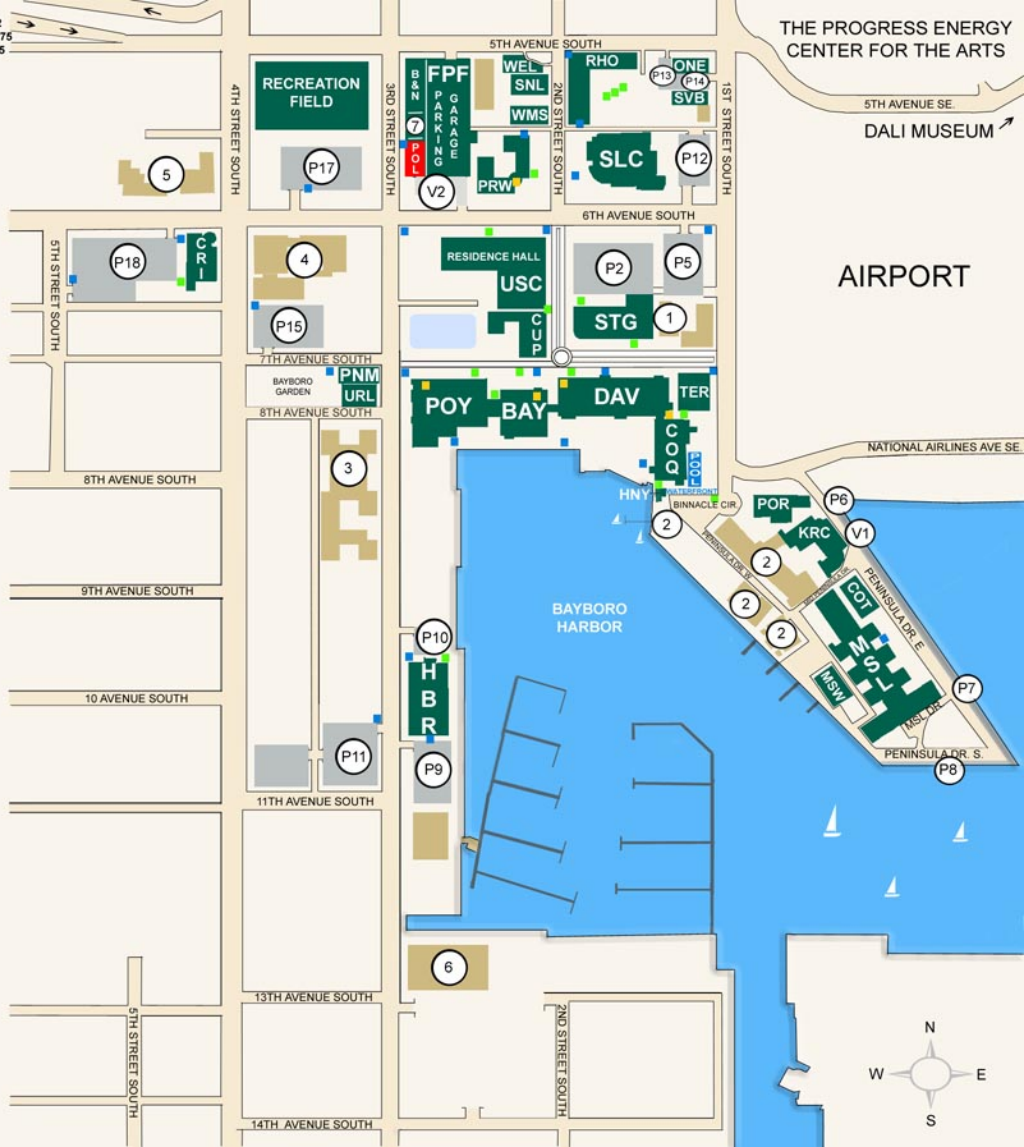 THE PROGRESS ENERGY
CENTER FOR THE ARTS
75
5
5TH AVENUE SOUTH
RECREATION
FIELD
4TH STREET SOUTH
3RD STREET SOUTH
2ND STREET SOUTH
1ST STREET SOUTH
B&N
7
POL
FPF
PARKING
GARAGE
V2
WEL
SNL
WMS
PRW
RHO
P13
ONE
P14
SVB
SLC
P12
5TH AVENUE SE.
DALI MUSEUM
5
P17
6TH AVENUE SOUTH
5TH STREET SOUTH
P18
CRI
4
P15
RESIDENCE HALL
USC
CUP
P2
P5
STG
1
AIRPORT
7TH AVENUE SOUTH
BAYBORO
GARDEN
PNM
URL
8TH AVENUE SOUTH
POY
BAY
DAV
TER
COQ
POOL
WATERFRONT
HNY
BINNACLE CIR.
NATIONAL AIRLINES AVE SE.
3
8TH AVENUE SOUTH
2
POR
KRC
P6
V1
PENINSULA DR. W
2
2
2
PENINSULA DR. E
COT
MSL
MSW
MSL DR
P7
PENINSULA DR. S.
P8
9TH AVENUE SOUTH
BAYBORO
HARBOR
P10
HBR
P9
10 AVENUE SOUTH
P11
11TH AVENUE SOUTH
6
13TH AVENUE SOUTH
5TH STREET SOUTH
2ND STREET SOUTH
14TH AVENUE SOUTH
N
W
E
S